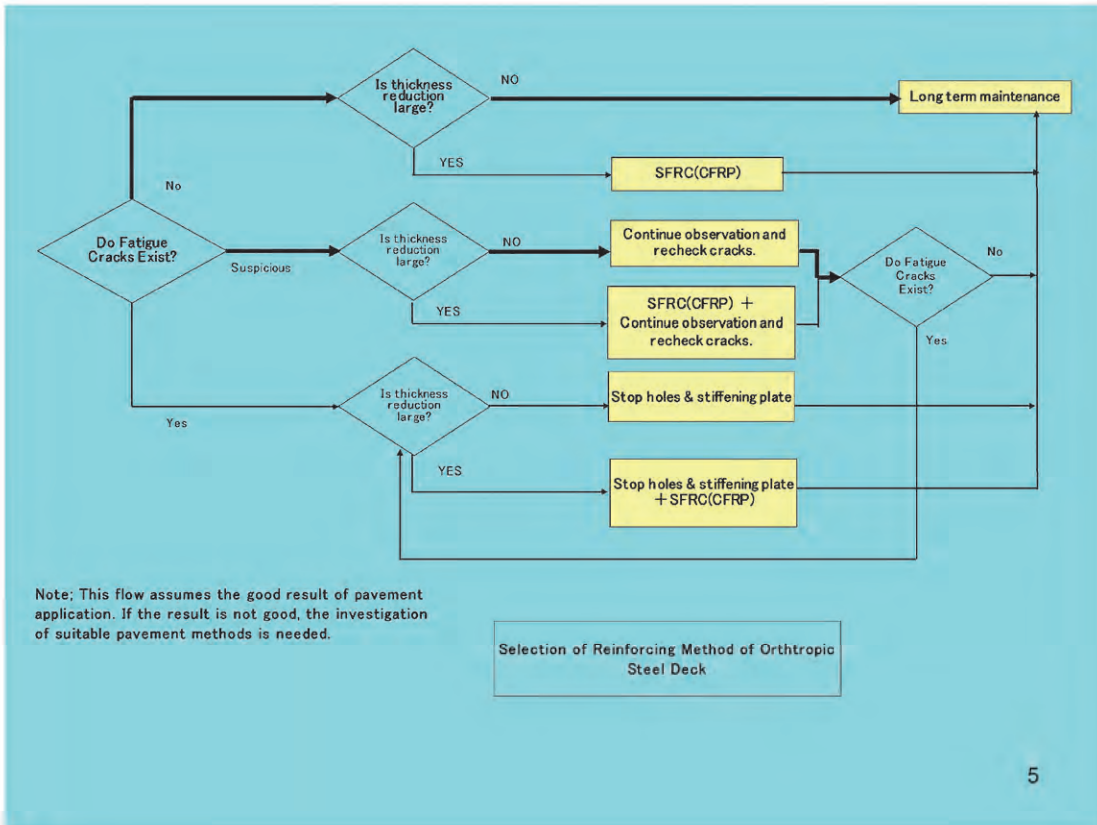 Is thickness
reduction
large?
NO
Long term maintenance
YES
SFRC(CFRP)
No
Do Fatigue
Cracks Exist?
Suspicious
Is thickness
reduction
large?
NO
Continue observation and
recheck cracks.
YES
SFRC(CFRP) +
Continue observation and
recheck cracks.
Do Fatigue
Cracks
Exist?
No
Yes
Yes
Is thickness
reduction
large?
NO
Stop holes & stiffening plate
YES
Stop holes & stiffening plate
+SFRC(CFRP)
Note; This flow assumes the good result of pavement
application. If the result is not good, the investigation
of suitable pavement methods is needed.
Selection of Reinforcing Method of Orthtropic
Steel Deck
5